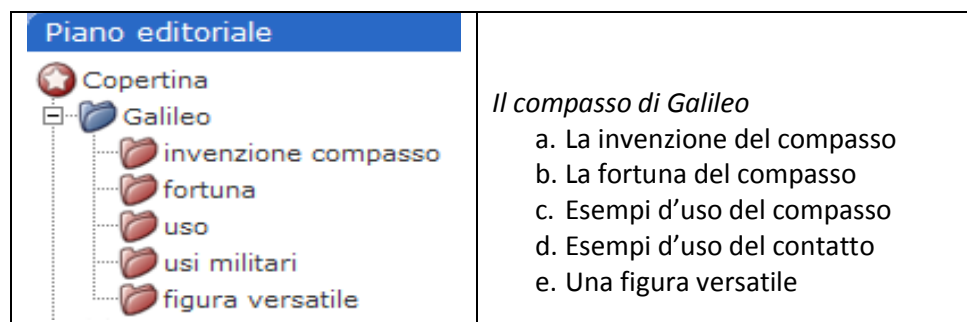 Piano editoriale
Copertina
Galileo
invenzione compasso
fortuna
uso
usi militari
figura versatile
Il compasso di Galileo
a. La invenzione del compasso
b. La fortuna del compasso
c. Esempi d’uso del compasso
d. Esempi d’uso del contatto
e. Una figura versatile